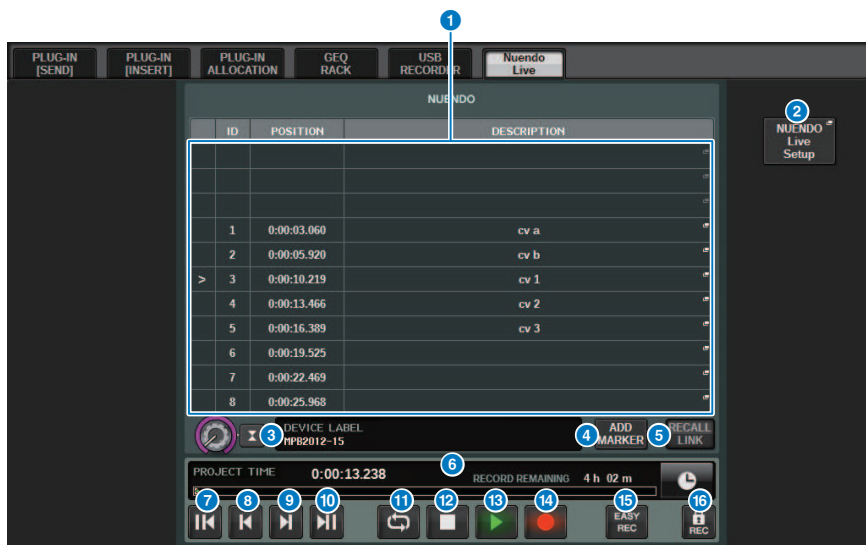 1
PLUG-IN [SEND]
PLUG-IN [INSERT]
PLUG-IN ALLOCATION
GEQ RACK
USB RECORDER
Nuendo Live
NUENDO
2
NUENDO Live Setup
ID POSITION DESCRIPTION
1 0:00:03.060 cv a
2 0:00:05.920 cv b
> 3 0:00:10.219 cv 1
4 0:00:13.466 cv 2
5 0:00:16.389 cv 3
6 0:00:19.525
7 0:00:22.469
8 0:00:25.968
3
DEVICE LABEL
MPB2012-15
4
ADD MARKER
5
RECALL LINK
PROJECT TIME 0:00:13.238
6
RECORD REMAINING 4 h 02 m
7
8
9
10
11
12
13
14
15
16
EASY REC
REC